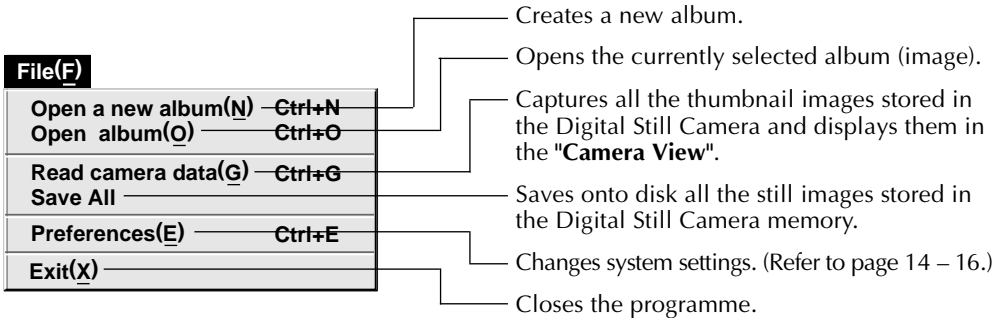 File(F)
Open a new album(N) Ctrl+N
Open album(O) Ctrl+O
Read camera data(G) Ctrl+G
Save All
Preferences(E) Ctrl+E
Exit(X)
Creates a new album.
Opens the currently selected album (image).
Captures all the thumbnail images stored in
the Digital Still Camera and displays them in
the "Camera View".
Saves onto disk all the still images stored in
the Digital Still Camera memory.
Changes system settings. (Refer to page 14 – 16.)
Closes the programme.